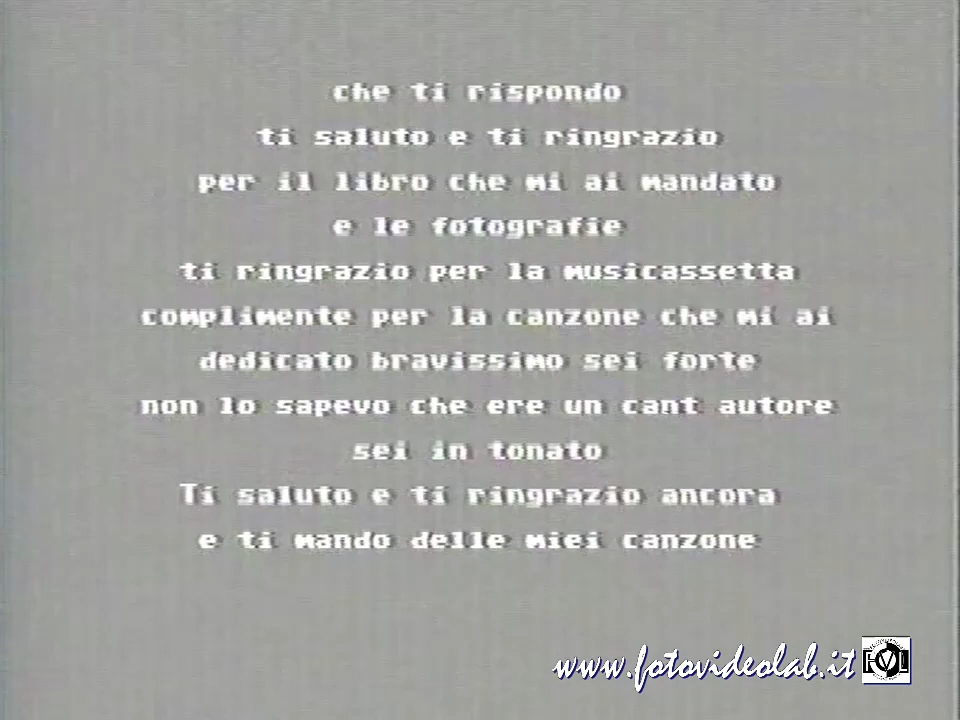 che ti rispondo
ti saluto e ti ringrazio
per il libro che mi ai mandato
e le fotografie
ti ringrazio per la musicassetta
complimente per la canzone che mi ai
dedicato bravissimo sei forte
non lo sapevo che ere un cant autore
sei in tonato
Ti saluto e ti ringrazio ancora
e ti mando delle miei canzone
www.fotovideolab.it
FVL